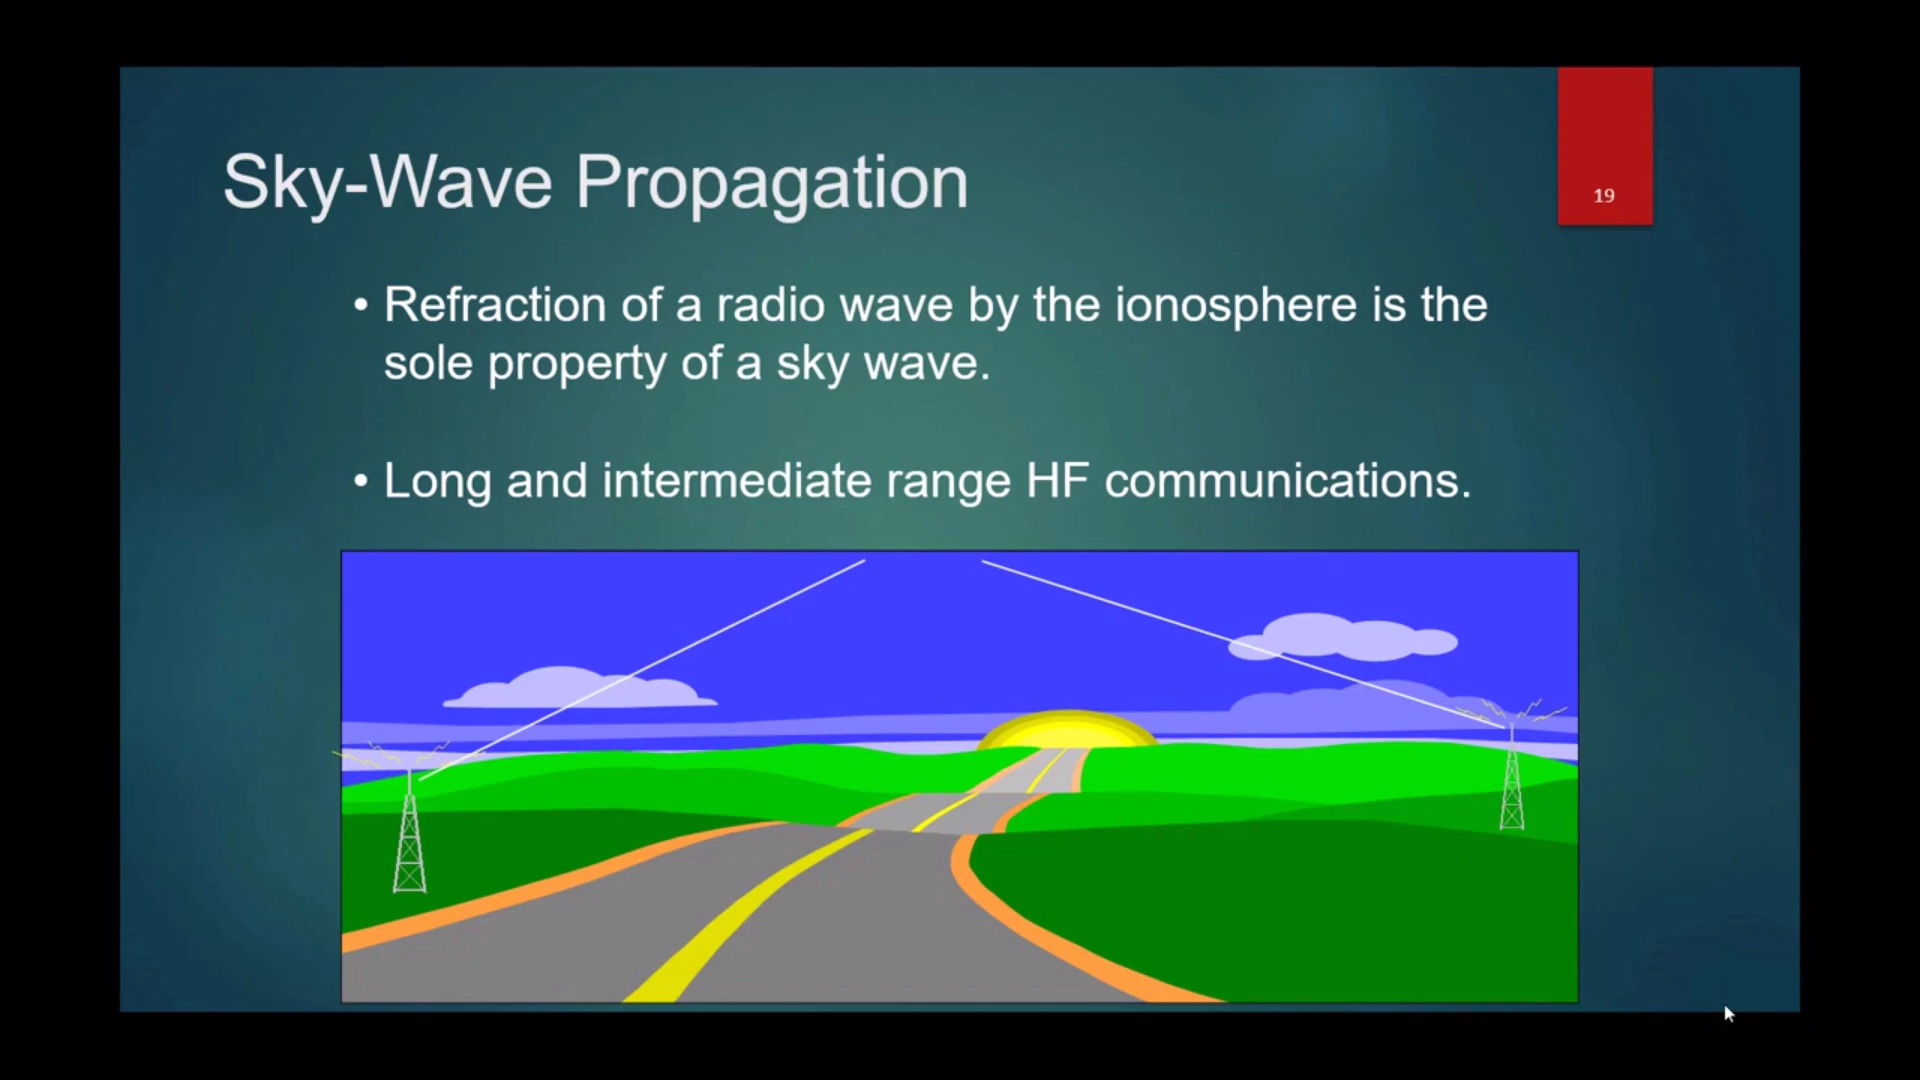 Sky-Wave Propagation
19
• Refraction of a radio wave by the ionosphere is the
sole property of a sky wave.
• Long and intermediate range HF communications.